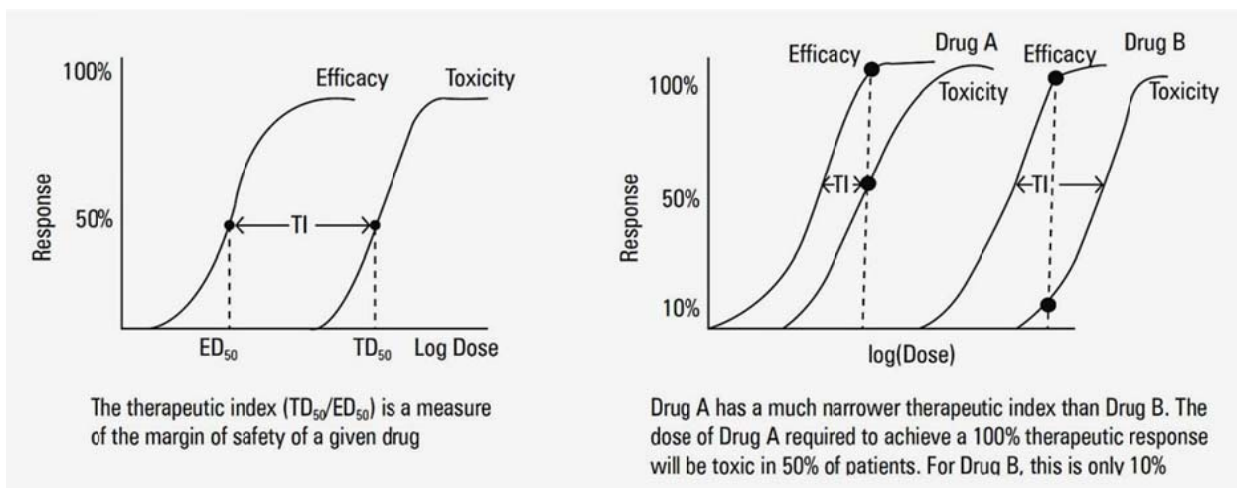 100%
Efficacy
Toxicity
50%
TI
Response
ED₅₀
TD₅₀
Log Dose
The therapeutic index (TD₅₀/ED₅₀) is a measure
of the margin of safety of a given drug
Efficacy
Drug A
Efficacy
Drug B
100%
Toxicity
Toxicity
TI
TI
50%
Response
10%
log(Dose)
Drug A has a much narrower therapeutic index than Drug B. The
dose of Drug A required to achieve a 100% therapeutic response
will be toxic in 50% of patients. For Drug B, this is only 10%